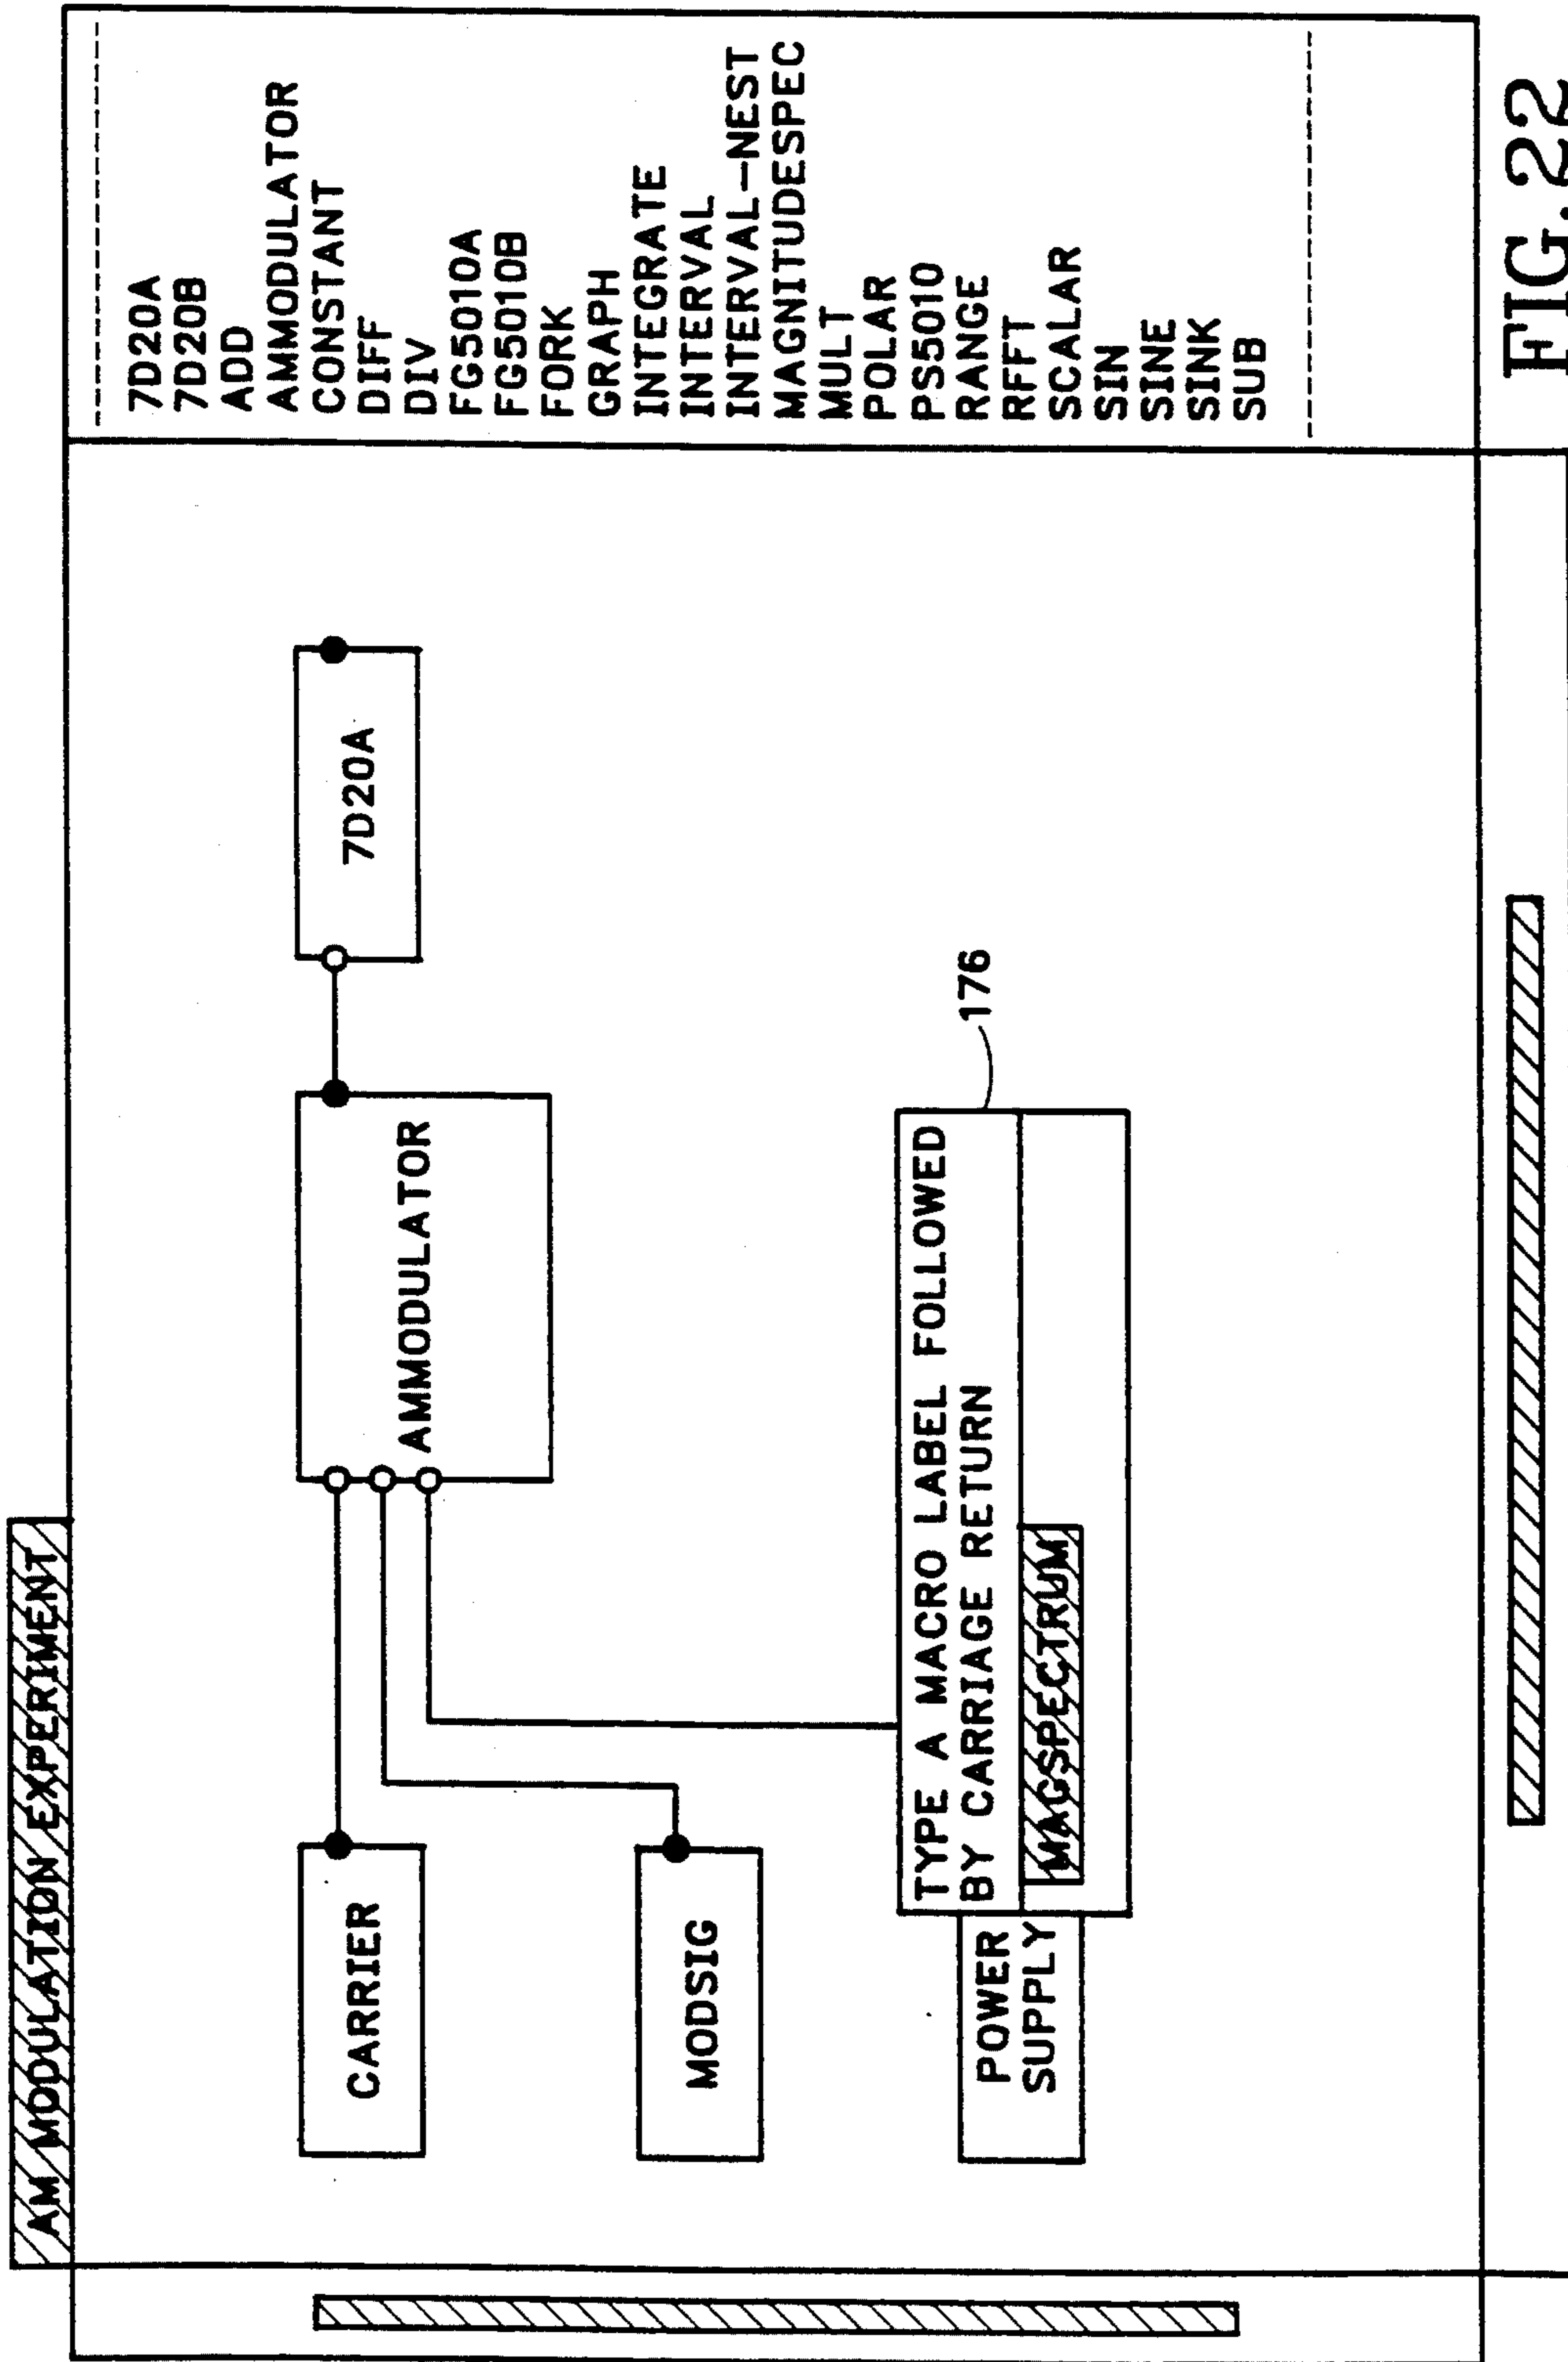 AM MODULATION EXPERIMENT
CARRIER
MODSIG
POWER
SUPPLY
AMMODULATOR
7D20A
TYPE A MACRO LABEL FOLLOWED
BY CARRIAGE RETURN
MAGSPECTRUM
176
7D20A
7D20B
ADD
AMMODULATOR
CONSTANT
DIFF
DIV
FG5010A
FG5010B
FORK
GRAPH
INTEGRATE
INTERVAL
INTERVAL-NEST
MAGNITUDESPEC
MULT
POLAR
PS5010
RANGE
RFFT
SCALAR
SIN
SINE
SINK
SUB
FIG.22